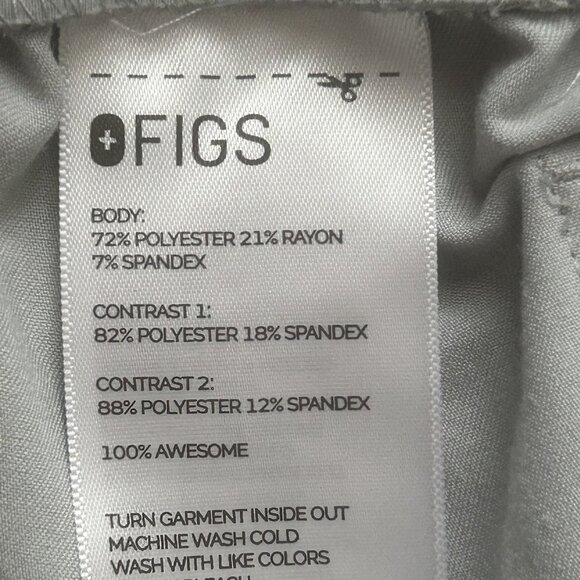 FIGS
BODY:
72% POLYESTER 21% RAYON
7% SPANDEX
CONTRAST 1:
82% POLYESTER 18% SPANDEX
CONTRAST 2:
88% POLYESTER 12% SPANDEX
100% AWESOME
TURN GARMENT INSIDE OUT
MACHINE WASH COLD
WASH WITH LIKE COLORS